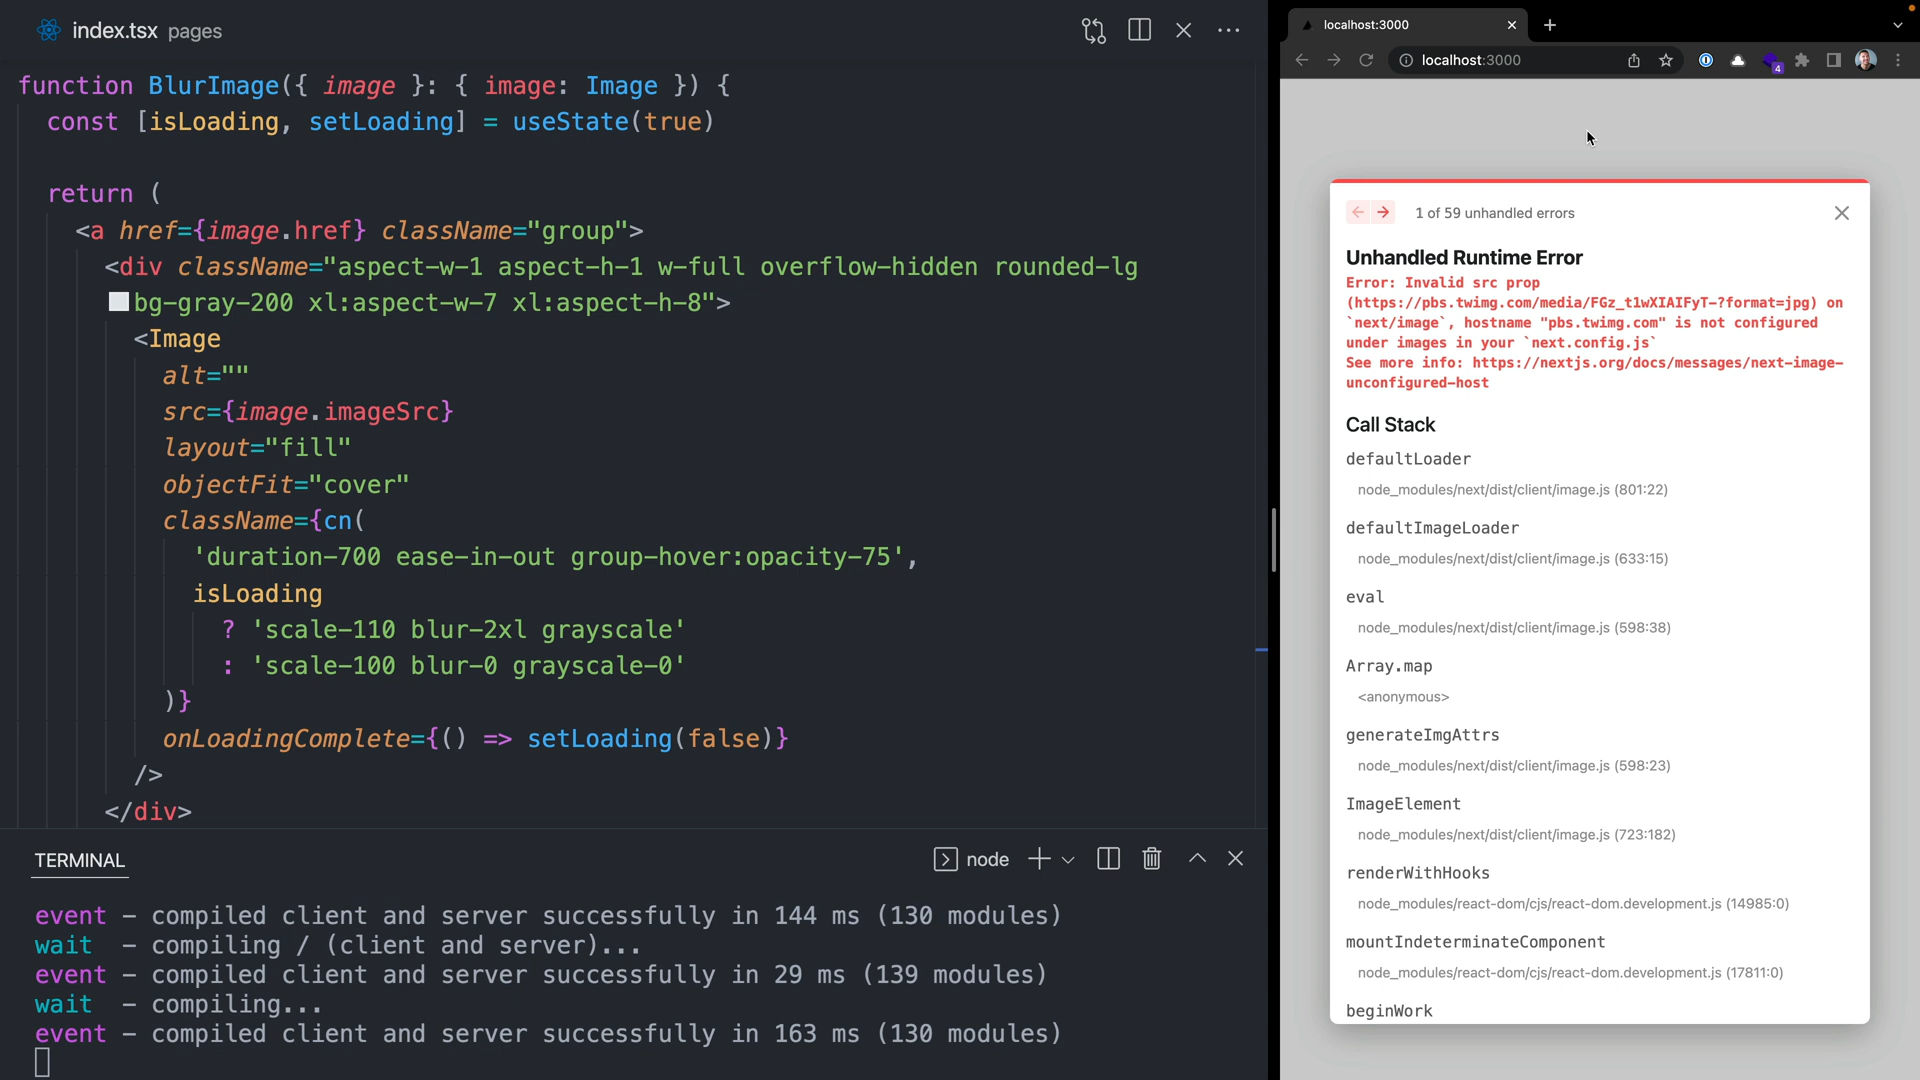 index.tsx pages
function BlurImage({ image }: { image: Image }) {
const [isLoading, setLoading] = useState(true)
return (
<a href={image.href} className="group">
<div className="aspect-w-1 aspect-h-1 w-full overflow-hidden rounded-lg
bg-gray-200 xl:aspect-w-7 xl:aspect-h-8">
<Image
alt=""
src={image.imageSrc}
layout="fill"
objectFit="cover"
className={cn(
'duration-700 ease-in-out group-hover:opacity-75',
isLoading
? 'scale-110 blur-2xl grayscale'
: 'scale-100 blur-0 grayscale-0'
)}
onLoadingComplete={() => setLoading(false)}
/>
</div>
TERMINAL
node
event - compiled client and server successfully in 144 ms (130 modules)
wait - compiling / (client and server)...
event - compiled client and server successfully in 29 ms (139 modules)
wait - compiling...
event - compiled client and server successfully in 163 ms (130 modules)
localhost:3000
localhost:3000
4
1 of 59 unhandled errors
Unhandled Runtime Error
Error: Invalid src prop
(https://pbs.twimg.com/media/FGz_t1wXIAIFyT-?format=jpg) on
`next/image`, hostname "pbs.twimg.com" is not configured
under images in your `next.config.js`
See more info: https://nextjs.org/docs/messages/next-image-
unconfigured-host
Call Stack
defaultLoader
node_modules/next/dist/client/image.js (801:22)
defaultImageLoader
node_modules/next/dist/client/image.js (633:15)
eval
node_modules/next/dist/client/image.js (598:38)
Array.map
<anonymous>
generateImgAttrs
node_modules/next/dist/client/image.js (598:23)
ImageElement
node_modules/next/dist/client/image.js (723:182)
renderWithHooks
node_modules/react-dom/cjs/react-dom.development.js (14985:0)
mountIndeterminateComponent
node_modules/react-dom/cjs/react-dom.development.js (17811:0)
beginWork